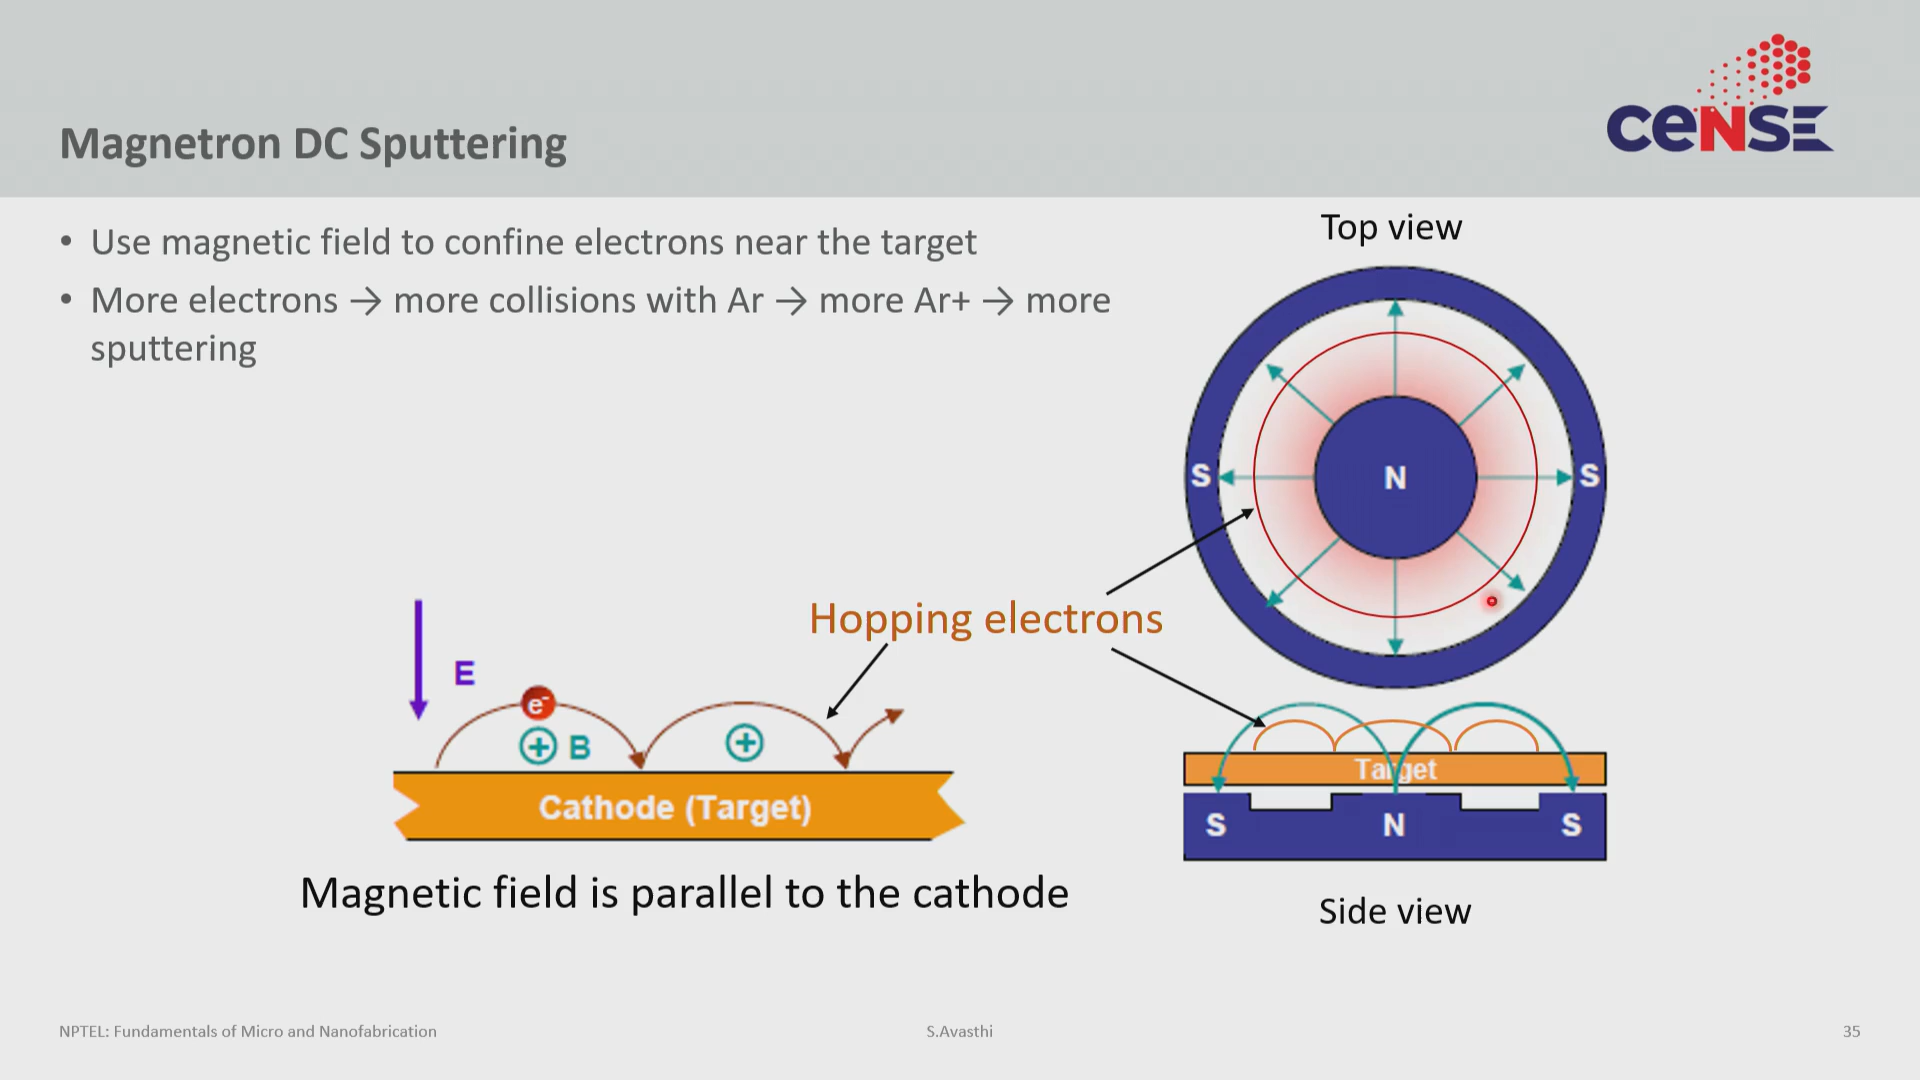 CeNSE
Magnetron DC Sputtering
• Use magnetic field to confine electrons near the target
• More electrons → more collisions with Ar → more Ar+ → more
sputtering
Top view
S
N
S
Hopping electrons
E
e-
+ B
+
Cathode (Target)
Magnetic field is parallel to the cathode
Target
S
N
S
Side view
NPTEL: Fundamentals of Micro and Nanofabrication
S.Avasthi
35